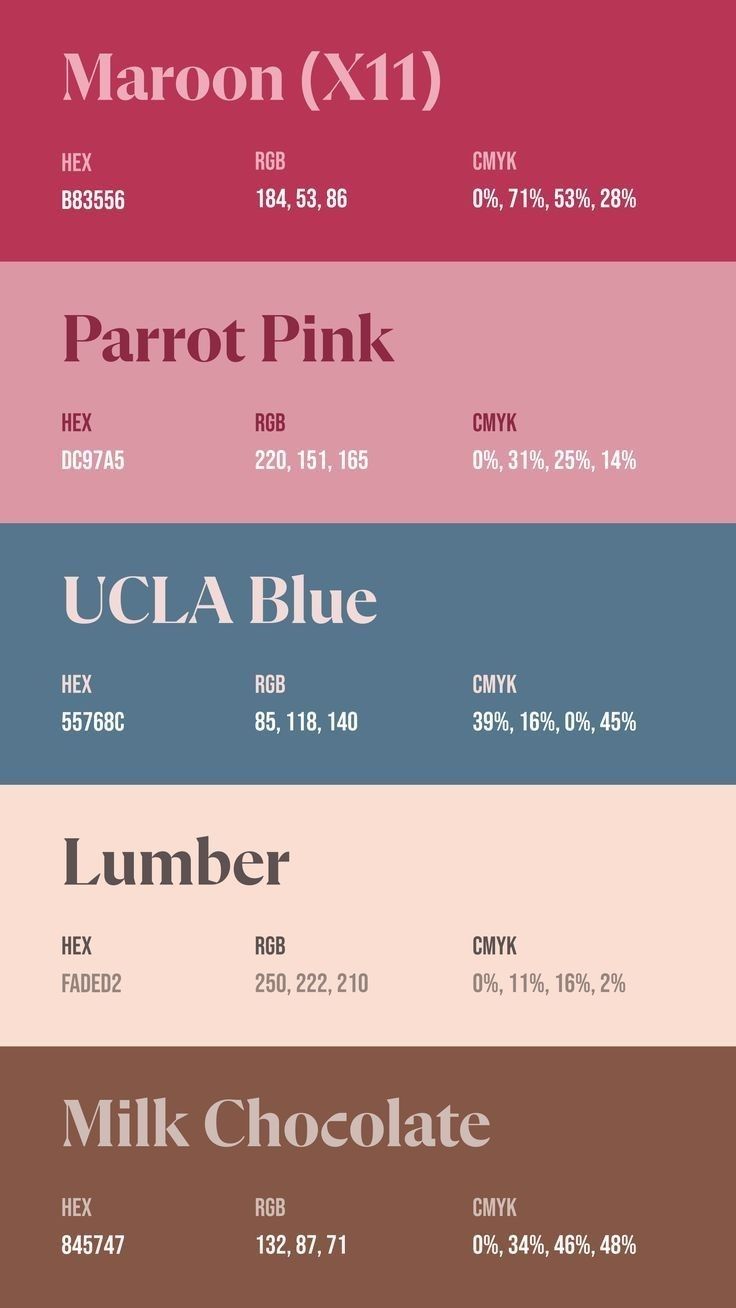 Maroon (X11)
HEX RGB CMYK
B83556 184, 53, 86 0%, 71%, 53%, 28%
Parrot Pink
HEX RGB CMYK
DC97A5 220, 151, 165 0%, 31%, 25%, 14%
UCLA Blue
HEX RGB CMYK
55768C 85, 118, 140 39%, 16%, 0%, 45%
Lumber
HEX RGB CMYK
FADED2 250, 222, 210 0%, 11%, 16%, 2%
Milk Chocolate
HEX RGB CMYK
845747 132, 87, 71 0%, 34%, 46%, 48%